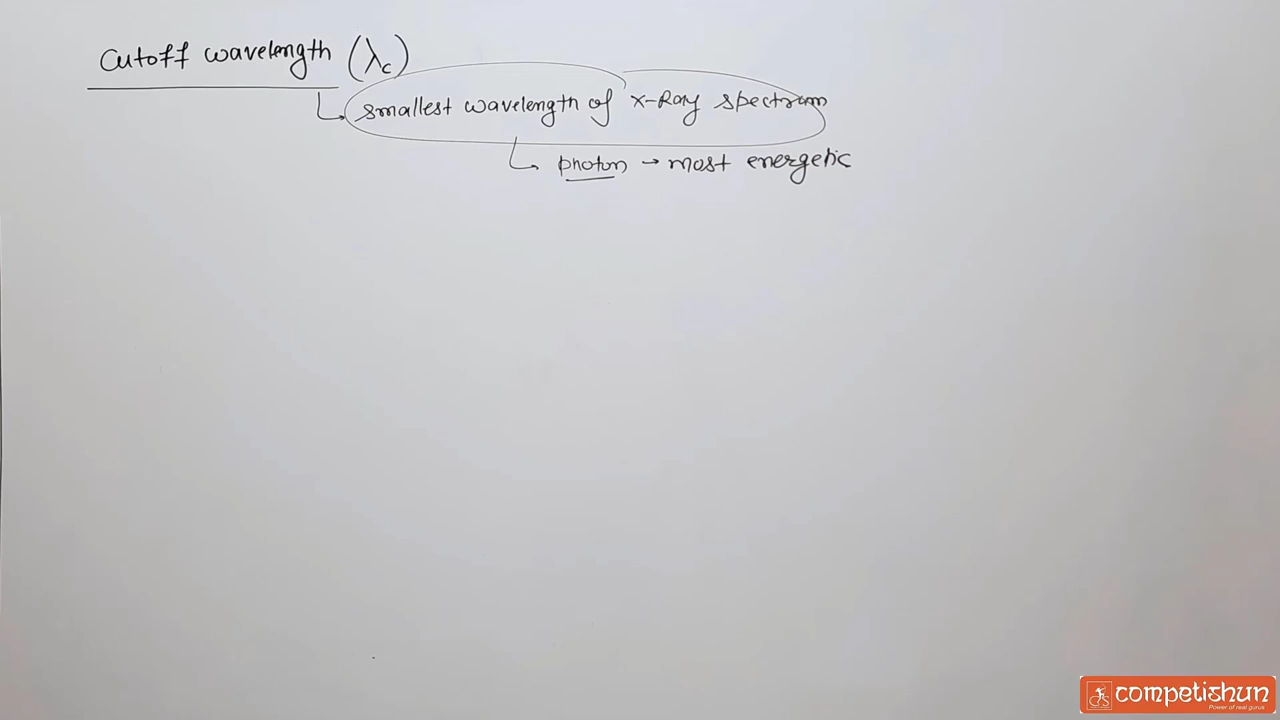 Cutoff wavelength (λc)
smallest wavelength of x-Ray spectrum
photon → most energetic
competishun
Power of real gurus